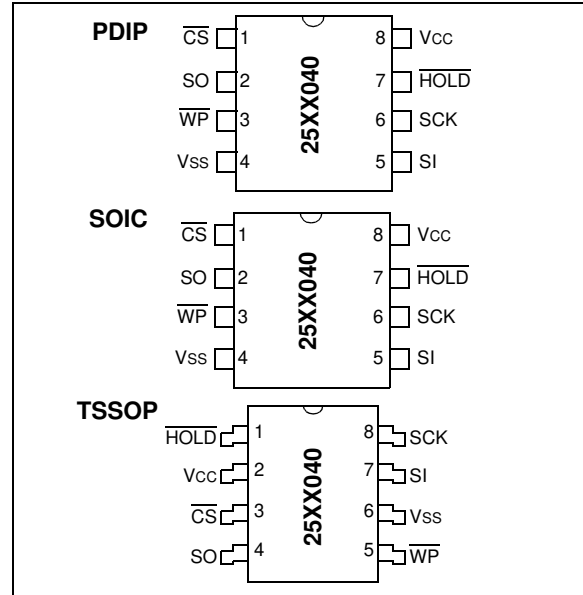 PDIP
CS 1 8 VCC
SO 2 7 HOLD
WP 3 6 SCK
VSS 4 5 SI
25XX040
SOIC
CS 1 8 VCC
SO 2 7 HOLD
WP 3 6 SCK
VSS 4 5 SI
25XX040
TSSOP
HOLD 1 8 SCK
VCC 2 7 SI
CS 3 6 VSS
SO 4 5 WP
25XX040